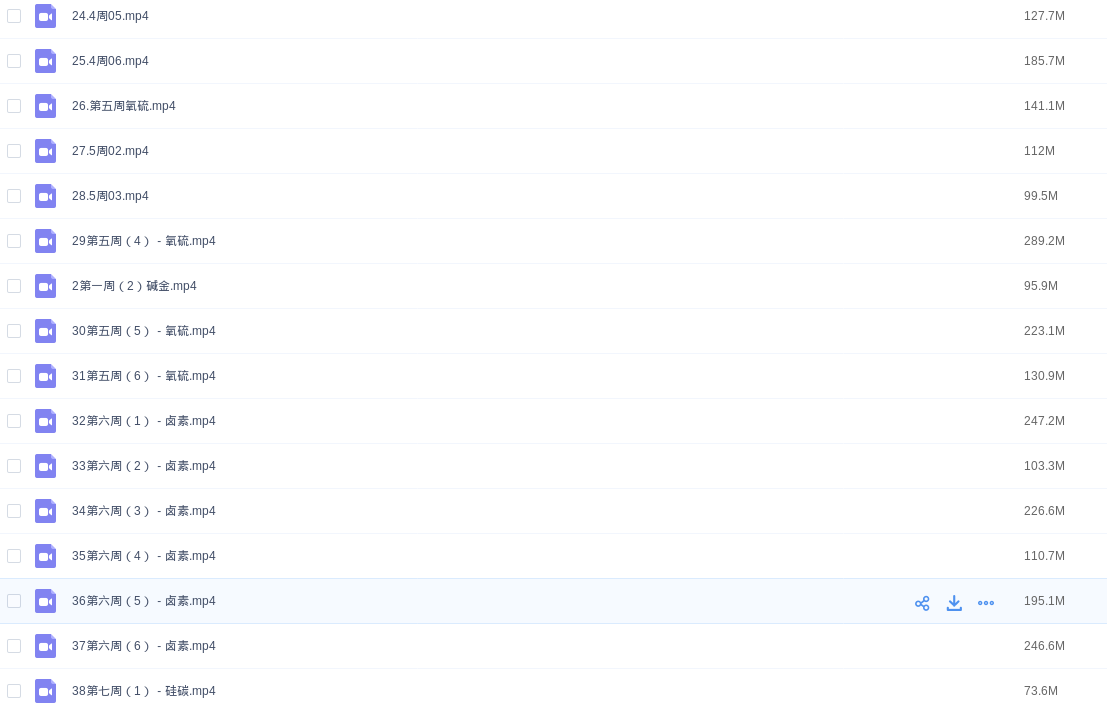 24.4周05.mp4 127.7M
25.4周06.mp4 185.7M
26.第五周氧硫.mp4 141.1M
27.5周02.mp4 112M
28.5周03.mp4 99.5M
29第五周（4） - 氧硫.mp4 289.2M
2第一周（2）碱金.mp4 95.9M
30第五周（5） - 氧硫.mp4 223.1M
31第五周（6） - 氧硫.mp4 130.9M
32第六周（1） - 卤素.mp4 247.2M
33第六周（2） - 卤素.mp4 103.3M
34第六周（3） - 卤素.mp4 226.6M
35第六周（4） - 卤素.mp4 110.7M
36第六周（5） - 卤素.mp4 195.1M
37第六周（6） - 卤素.mp4 246.6M
38第七周（1） - 硅碳.mp4 73.6M